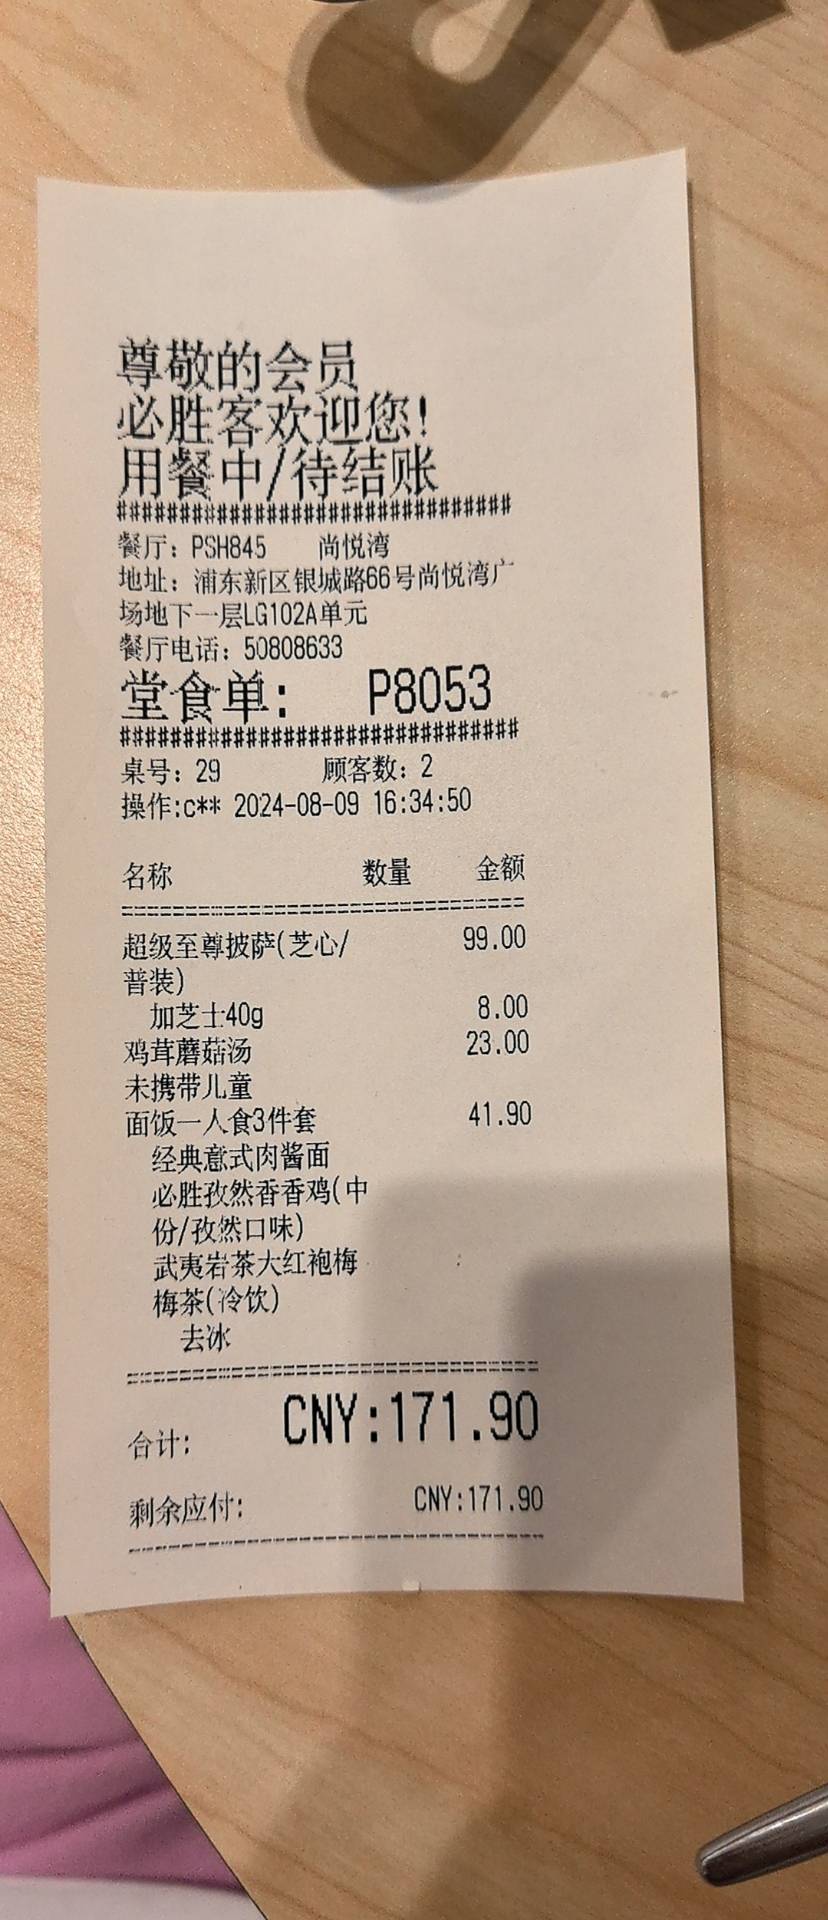 尊敬的会员
必胜客欢迎您!
用餐中/待结账
################################
餐厅: PSH845 尚悦湾
地址: 浦东新区银城路66号尚悦湾广
场地下一层LG102A单元
餐厅电话: 50808633
堂食单: P8053
################################
桌号: 29 顾客数: 2
操作:c** 2024-08-09 16:34:50
名称 数量 金额
================================
超级至尊披萨(芝心/ 99.00
普装)
加芝士40g 8.00
鸡茸蘑菇汤 23.00
未携带儿童
面饭一人食3件套 41.90
经典意式肉酱面
必胜孜然香香鸡(中
份/孜然口味)
武夷岩茶大红袍梅
梅茶(冷饮)
去冰
================================
合计: CNY:171.90
剩余应付: CNY:171.90
--------------------------------